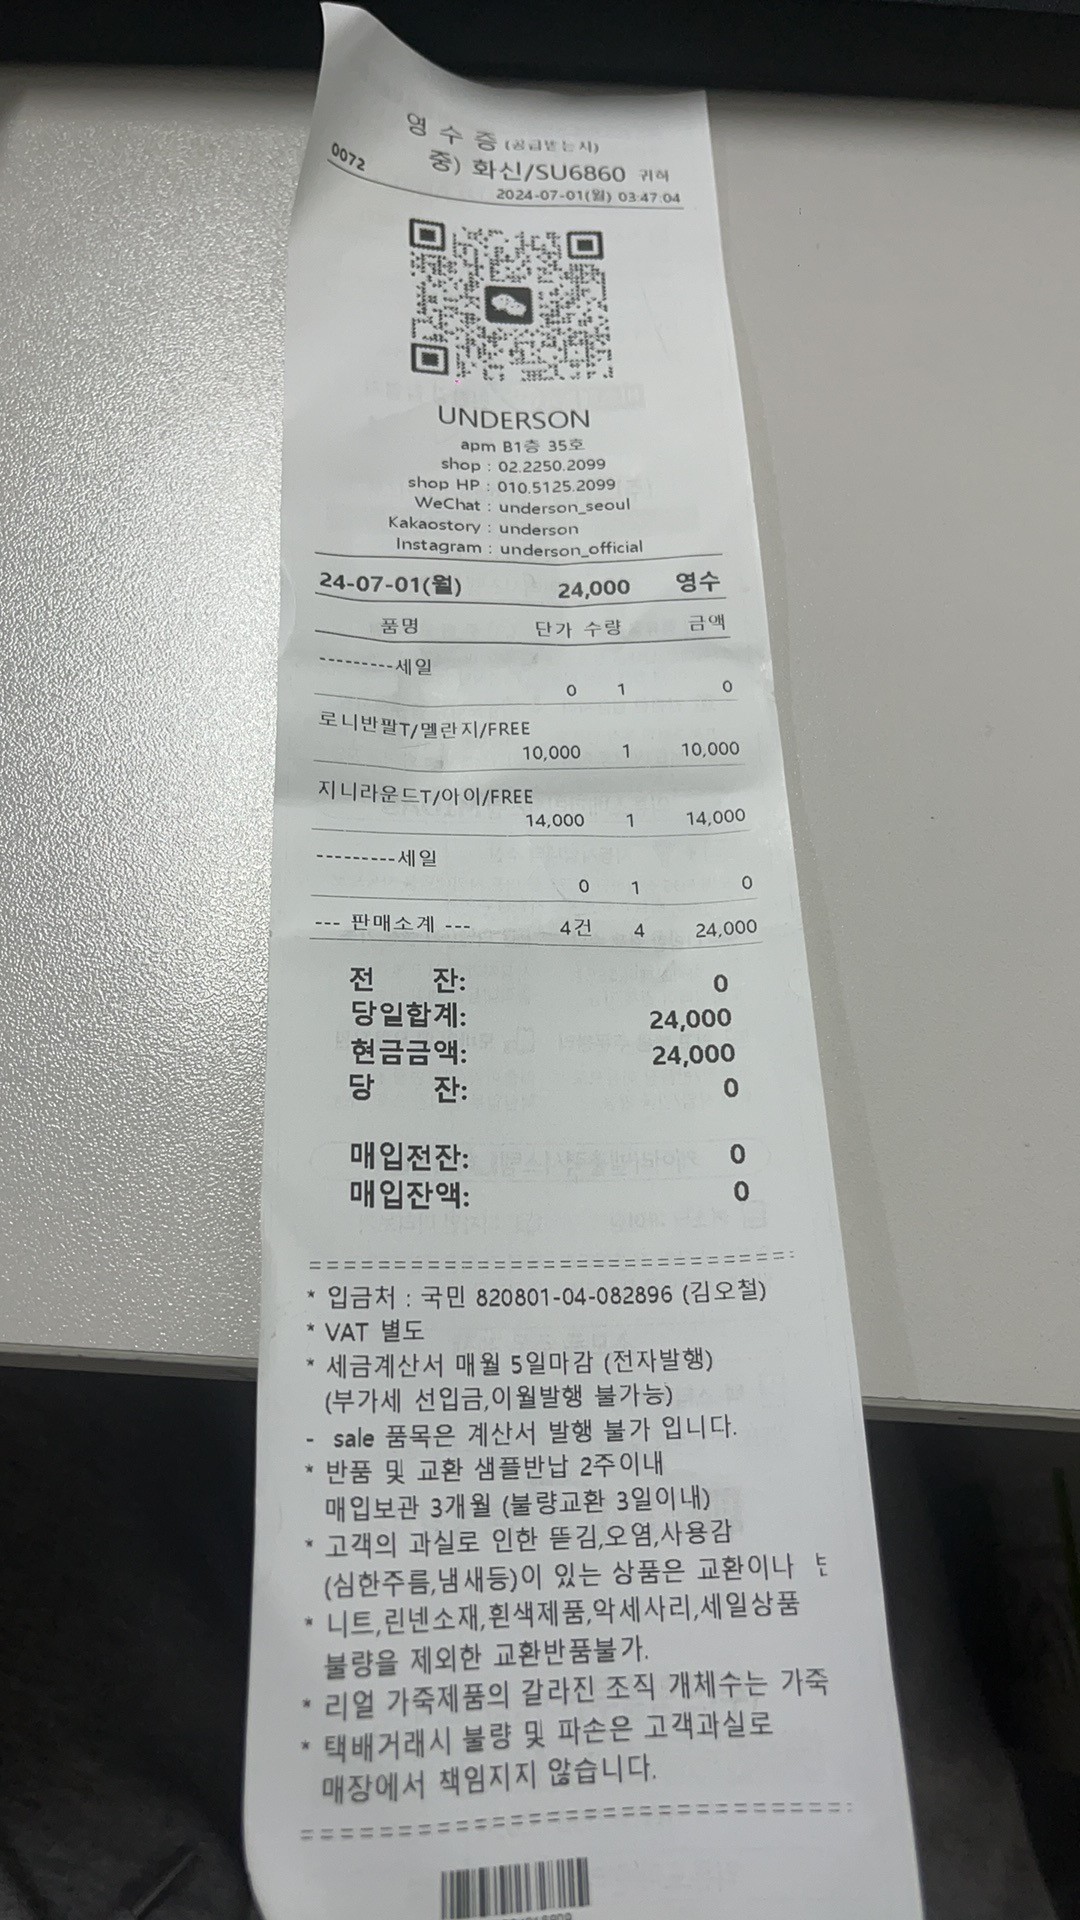 영 수 증 (공급받는자)
0072
중) 화신/SU6860 귀하
2024-07-01(월) 03:47:04
UNDERSON
apm B1층 35호
shop : 02.2250.2099
shop HP : 010.5125.2099
WeChat : underson_seoul
Kakaostory : underson
Instagram : underson_official
24-07-01(월) 24,000 영수
품명 단가 수량 금액
---------세일
0 1 0
로니반팔T/멜란지/FREE
10,000 1 10,000
지니라운드T/아이/FREE
14,000 1 14,000
---------세일
0 1 0
--- 판매소계 --- 4건 4 24,000
전 잔: 0
당일합계: 24,000
현금금액: 24,000
당 잔: 0
매입전잔: 0
매입잔액: 0
==============================
* 입금처 : 국민 820801-04-082896 (김오철)
* VAT 별도
* 세금계산서 매월 5일마감 (전자발행)
(부가세 선입금,이월발행 불가능)
- sale 품목은 계산서 발행 불가 입니다.
* 반품 및 교환 샘플반납 2주이내
매입보관 3개월 (불량교환 3일이내)
* 고객의 과실로 인한 뜯김,오염,사용감
(심한주름,냄새등)이 있는 상품은 교환이나
* 니트,린넨소재,흰색제품,악세사리,세일상품
불량을 제외한 교환반품불가.
* 리얼 가죽제품의 갈라진 조직 개체수는 가죽
* 택배거래시 불량 및 파손은 고객과실로
매장에서 책임지지 않습니다.
==================================